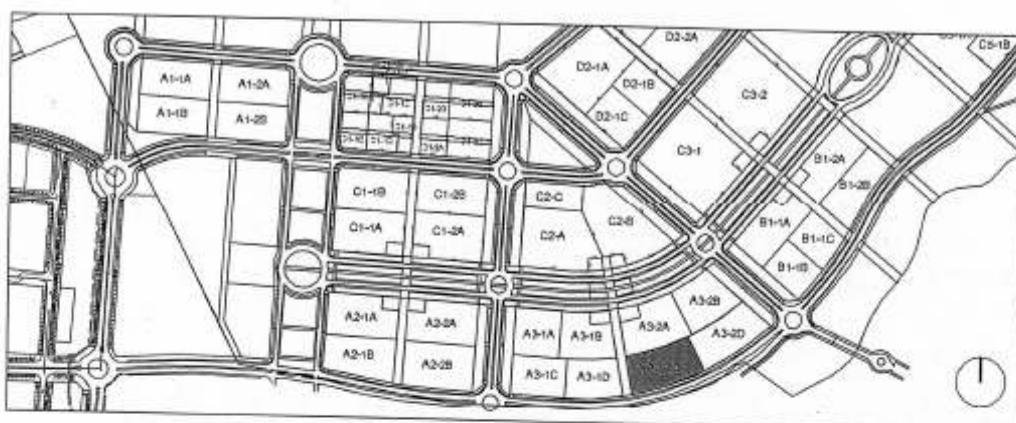 D2-2A
C5-1B
A1-1A
A1-2A
D2-1A
D2-1B
C3-2
A1-1B
A1-2B
D2-1C
C3-1
B1-2A
B1-2B
C1-1B
C1-2B
C2-C
C2-B
C1-1A
C1-2A
C2-A
B1-1A
B1-1C
B1-1B
A2-1A
A2-2A
A3-1A
A3-1B
A3-2A
A3-2B
A3-2D
A2-1B
A2-2B
A3-1C
A3-1D